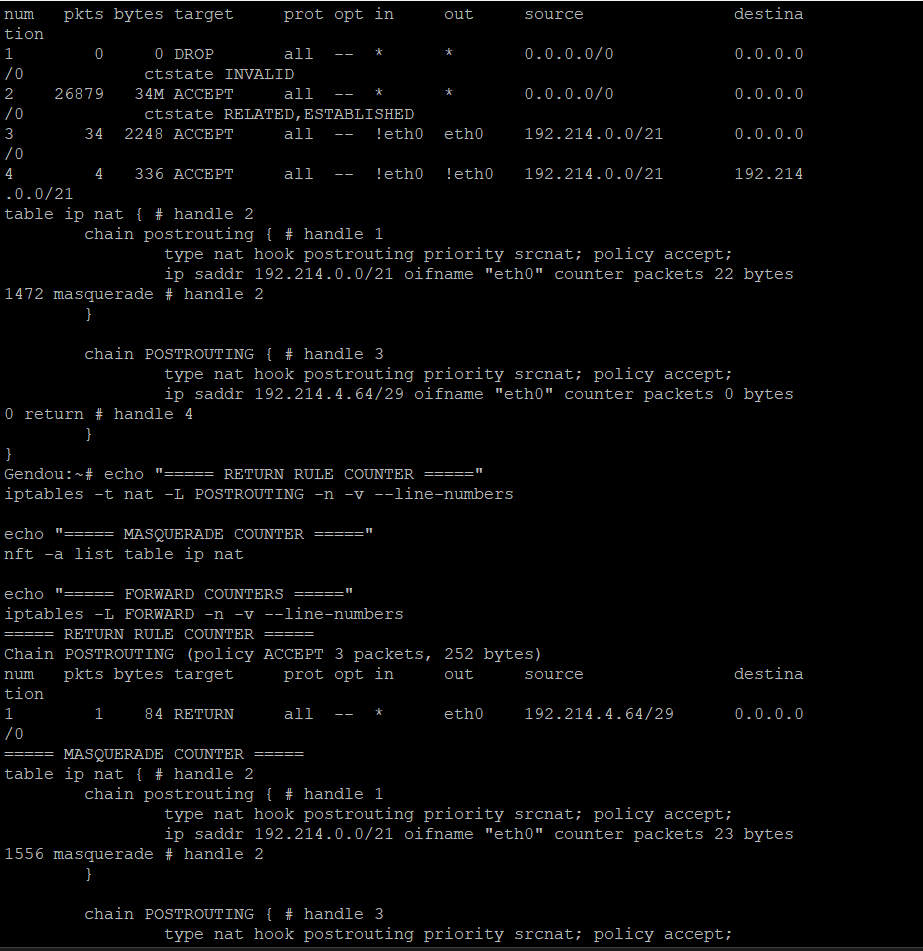 num   pkts bytes target     prot opt in     out     source               destina
tion
1        0     0 DROP       all  --  *      *       0.0.0.0/0            0.0.0.0
/0            ctstate INVALID
2    26879   34M ACCEPT     all  --  *      *       0.0.0.0/0            0.0.0.0
/0            ctstate RELATED,ESTABLISHED
3       34  2248 ACCEPT     all  --  !eth0  eth0    192.214.0.0/21       0.0.0.0
/0
4        4   336 ACCEPT     all  --  !eth0  !eth0   192.214.0.0/21       192.214
.0.0/21
table ip nat { # handle 2
        chain postrouting { # handle 1
                type nat hook postrouting priority srcnat; policy accept;
                ip saddr 192.214.0.0/21 oifname "eth0" counter packets 22 bytes
1472 masquerade # handle 2
        }

        chain POSTROUTING { # handle 3
                type nat hook postrouting priority srcnat; policy accept;
                ip saddr 192.214.4.64/29 oifname "eth0" counter packets 0 bytes
0 return # handle 4
        }
}
Gendou:~# echo "===== RETURN RULE COUNTER ====="
iptables -t nat -L POSTROUTING -n -v --line-numbers

echo "===== MASQUERADE COUNTER ====="
nft -a list table ip nat

echo "===== FORWARD COUNTERS ====="
iptables -L FORWARD -n -v --line-numbers
===== RETURN RULE COUNTER =====
Chain POSTROUTING (policy ACCEPT 3 packets, 252 bytes)
num   pkts bytes target     prot opt in     out     source               destina
tion
1        1    84 RETURN     all  --  *      eth0    192.214.4.64/29      0.0.0.0
/0
===== MASQUERADE COUNTER =====
table ip nat { # handle 2
        chain postrouting { # handle 1
                type nat hook postrouting priority srcnat; policy accept;
                ip saddr 192.214.0.0/21 oifname "eth0" counter packets 23 bytes
1556 masquerade # handle 2
        }

        chain POSTROUTING { # handle 3
                type nat hook postrouting priority srcnat; policy accept;